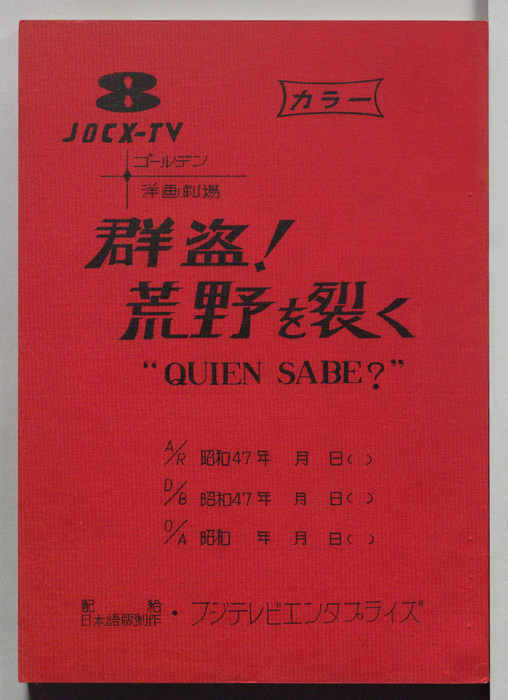 8
カラー
JOCX-TV
ゴールデン
洋画劇場
群盗!
荒野を裂く
“QUIEN SABE?”
A/R 昭和47年 月 日( )
D/B 昭和47年 月 日( )
O/A 昭和 年 月 日( )
配給
日本語版制作・フジテレビエンタプライズ